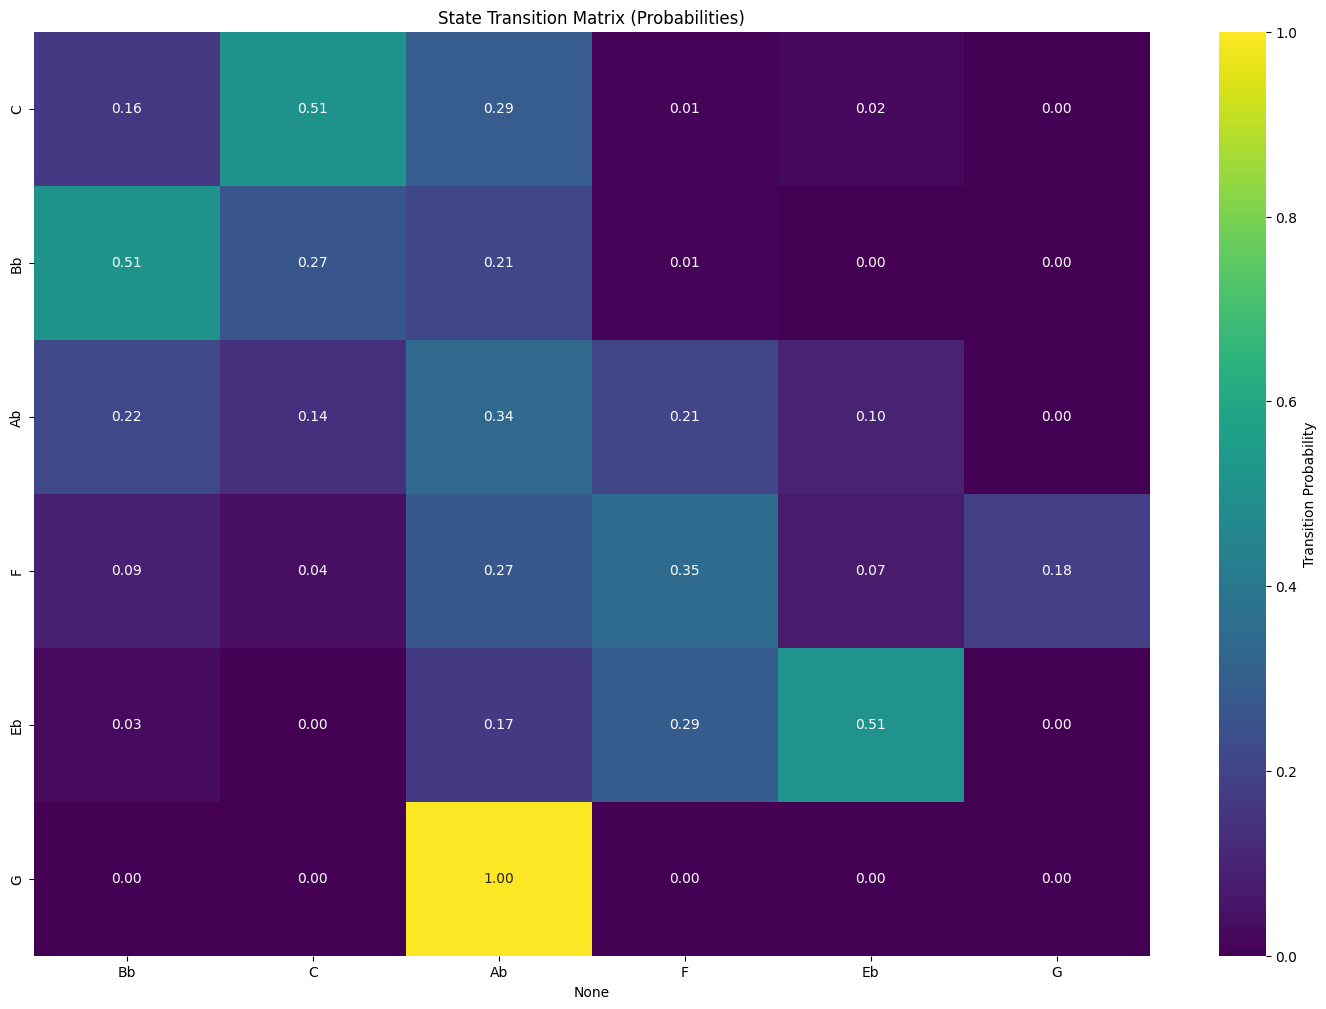 State Transition Matrix (Probabilities)
C 0.16 0.51 0.29 0.01 0.02 0.00
Bb 0.51 0.27 0.21 0.01 0.00 0.00
Ab 0.22 0.14 0.34 0.21 0.10 0.00
F 0.09 0.04 0.27 0.35 0.07 0.18
Eb 0.03 0.00 0.17 0.29 0.51 0.00
G 0.00 0.00 1.00 0.00 0.00 0.00
Bb C Ab F Eb G
None
1.0
0.8
0.6
0.4
0.2
0.0
Transition Probability